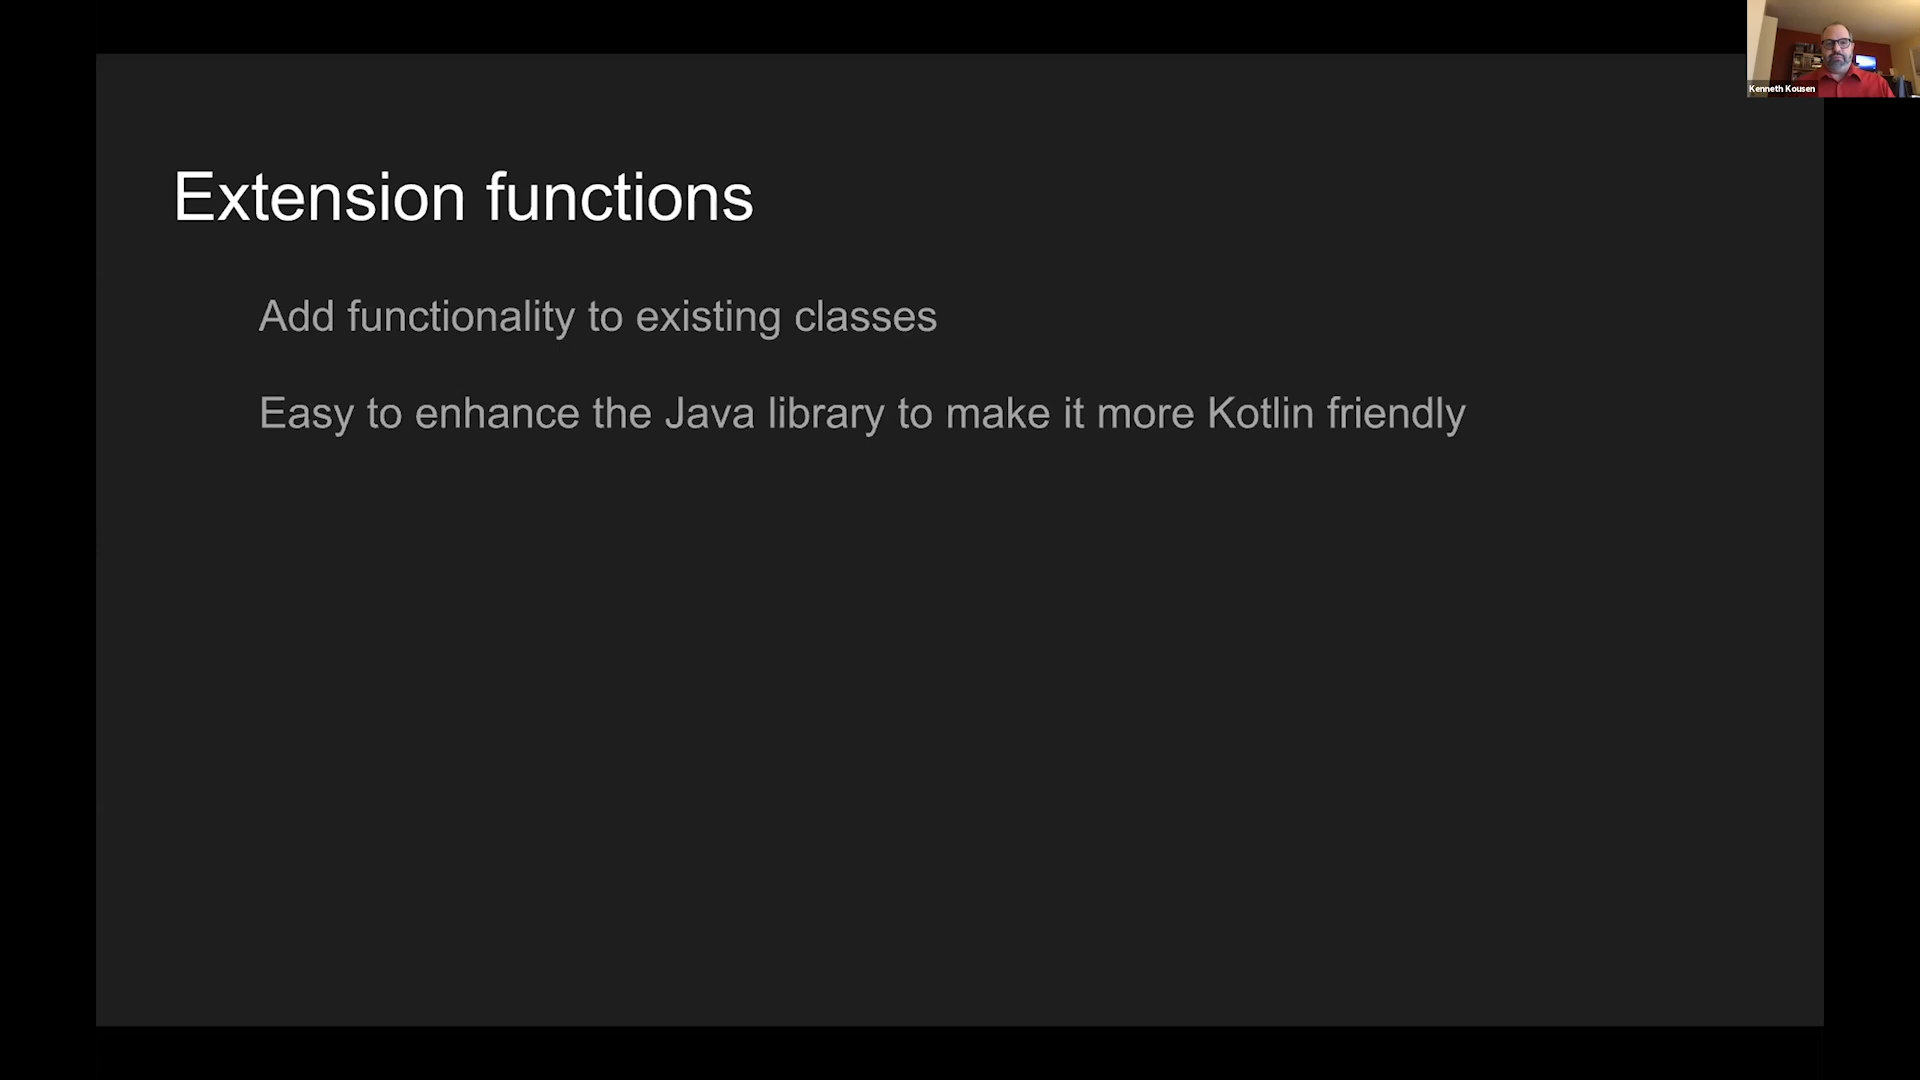 Kenneth Kousen
Extension functions
Add functionality to existing classes
Easy to enhance the Java library to make it more Kotlin friendly